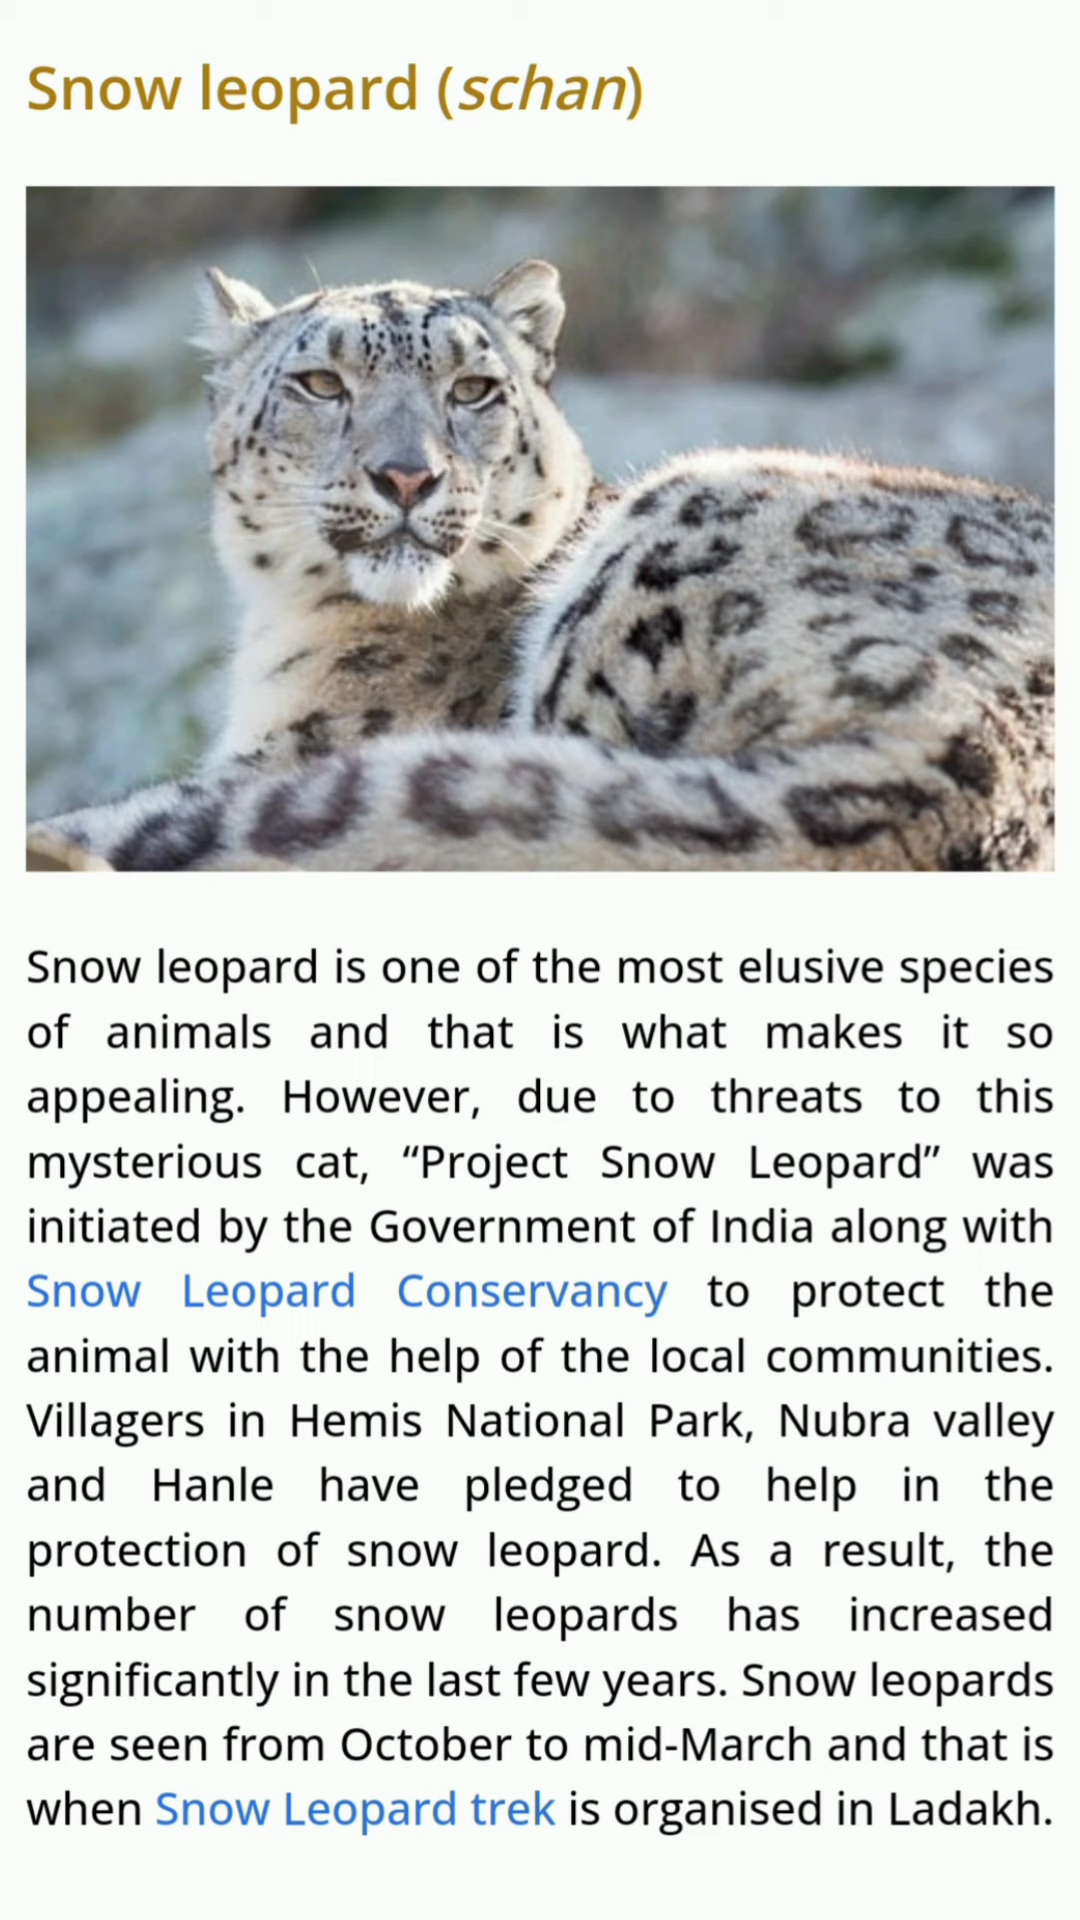 Snow leopard (schan)
Snow leopard is one of the most elusive species
of animals and that is what makes it so
appealing. However, due to threats to this
mysterious cat, “Project Snow Leopard” was
initiated by the Government of India along with
Snow Leopard Conservancy to protect the
animal with the help of the local communities.
Villagers in Hemis National Park, Nubra valley
and Hanle have pledged to help in the
protection of snow leopard. As a result, the
number of snow leopards has increased
significantly in the last few years. Snow leopards
are seen from October to mid-March and that is
when Snow Leopard trek is organised in Ladakh.